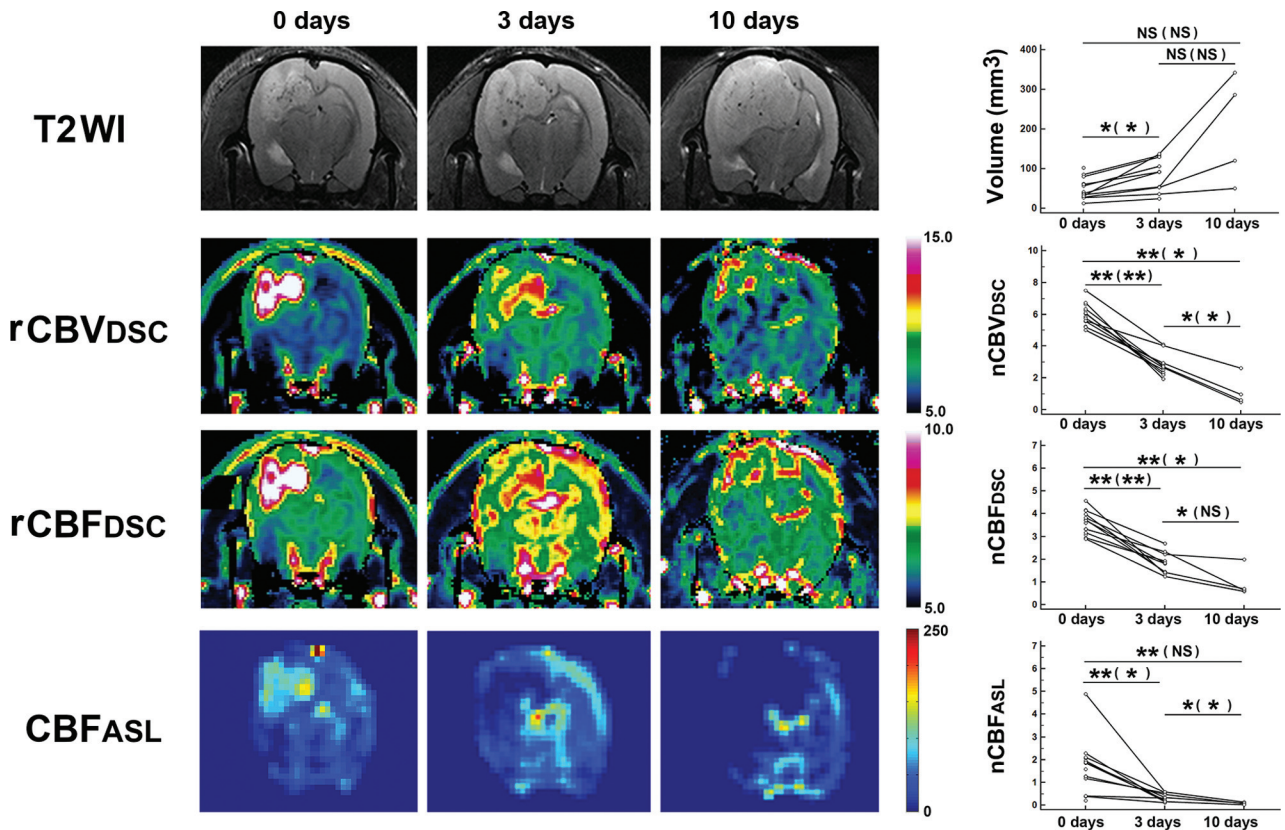 0 days 3 days 10 days
T2WI
NS (NS)
NS (NS)
*( * )
Volume (mm3)
400
300
200
100
0
0 days 3 days 10 days
rCBVDSC
15.0
5.0
**( * )
**(**)
*( * )
nCBVDSC
10
8
6
4
2
0
0 days 3 days 10 days
rCBFDSC
10.0
5.0
**( * )
**(**)
* (NS)
nCBFDSC
7
6
5
4
3
2
1
0
0 days 3 days 10 days
CBFASL
250
0
**(NS)
**( * )
*( * )
nCBFASL
7
6
5
4
3
2
1
0
0 days 3 days 10 days